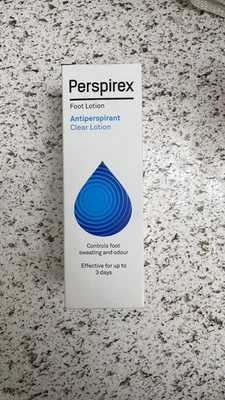 Perspirex
Foot Lotion
Antiperspirant
Clear Lotion
Controls foot
sweating and odour
Effective for up to
3 days